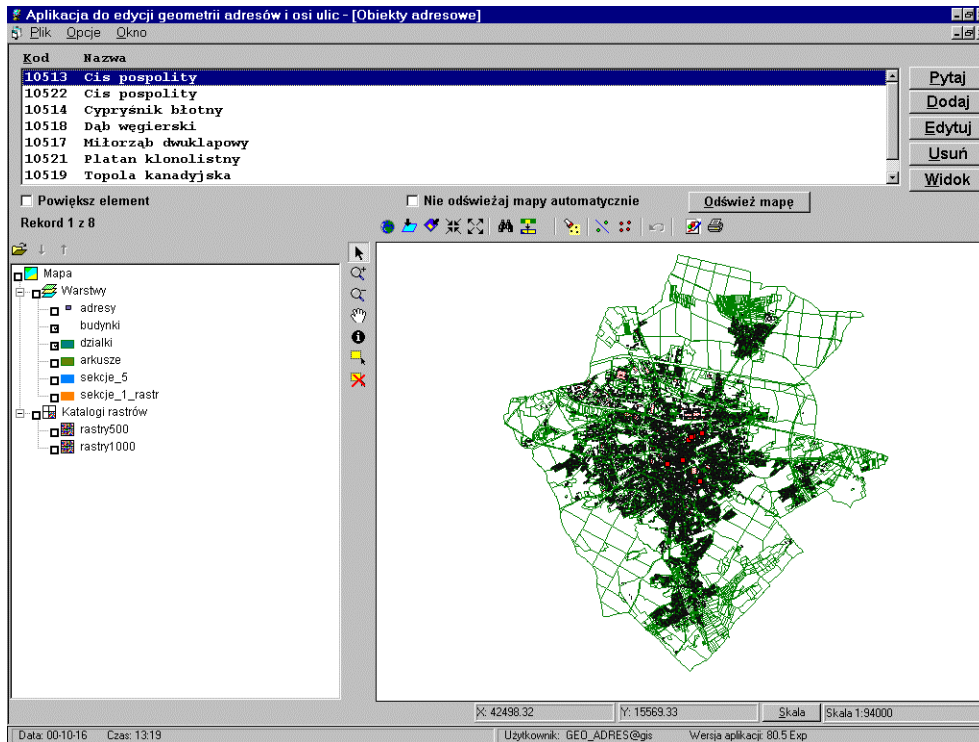 Aplikacja do edycji geometrii adresów i osi ulic - [Obiekty adresowe]
Plik Opcje Okno
Kod Nazwa
10513 Cis pospolity
10522 Cis pospolity
10514 Cypryśnik błotny
10518 Dąb węgierski
10517 Miłorząb dwuklapowy
10521 Platan klonolistny
10519 Topola kanadyjska
Pytaj
Dodaj
Edytuj
Usuń
Widok
Powiększ element
Nie odświeżaj mapy automatycznie
Odśwież mapę
Rekord 1 z 8
Mapa
Warstwy
adresy
budynki
dzialki
arkusze
sekcje_5
sekcje_1_rastr
Katalogi rastrów
rastry500
rastry1000
X: 42498.32 Y: 15569.33 Skala Skala 1:94000
Data: 00-10-16 Czas: 13:19 Użytkownik: GEO_ADRES@gis Wersja aplikacji: 80.5 Exp